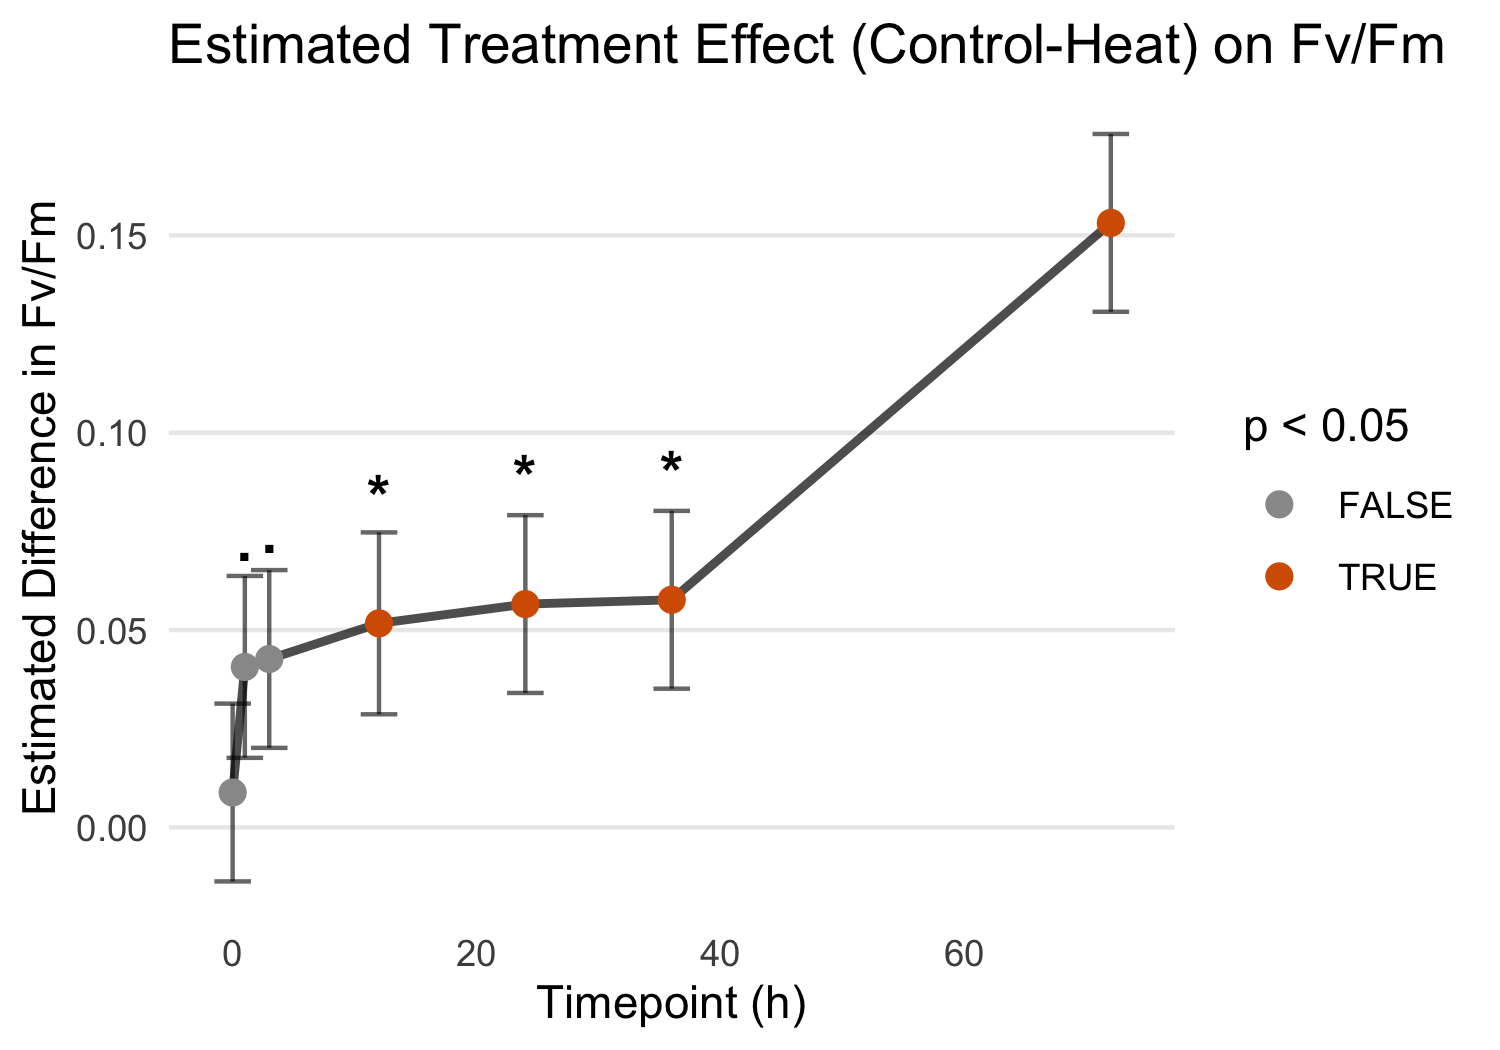 Estimated Treatment Effect (Control-Heat) on Fv/Fm
Estimated Difference in Fv/Fm
0.15
0.10
0.05
0.00
. .
* * *
0 20 40 60
Timepoint (h)
p < 0.05
FALSE
TRUE